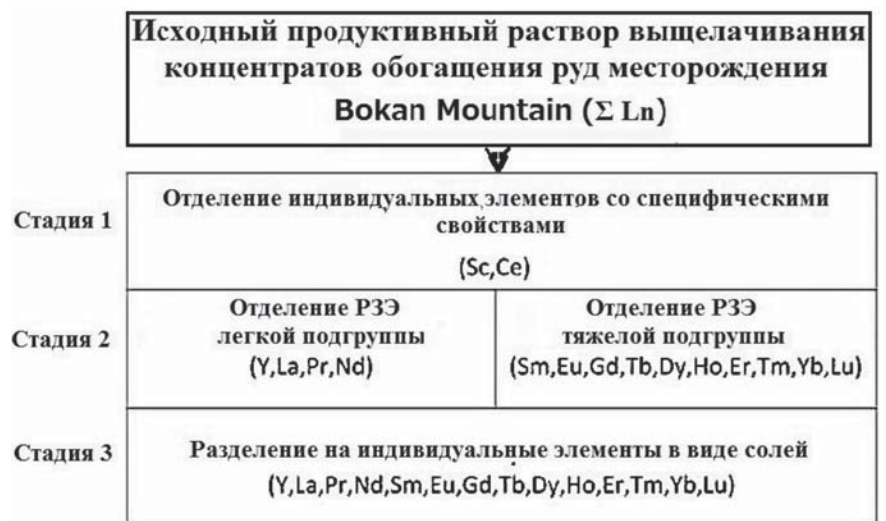 Исходный продуктивный раствор выщелачивания
концентратов обогащения руд месторождения
Bokan Mountain (Σ Ln)
Стадия 1
Отделение индивидуальных элементов со специфическими
свойствами
(Sc,Ce)
Стадия 2
Отделение РЗЭ
легкой подгруппы
(Y,La,Pr,Nd)
Отделение РЗЭ
тяжелой подгруппы
(Sm,Eu,Gd,Tb,Dy,Ho,Er,Tm,Yb,Lu)
Стадия 3
Разделение на индивидуальные элементы в виде солей
(Y,La,Pr,Nd,Sm,Eu,Gd,Tb,Dy,Ho,Er,Tm,Yb,Lu)